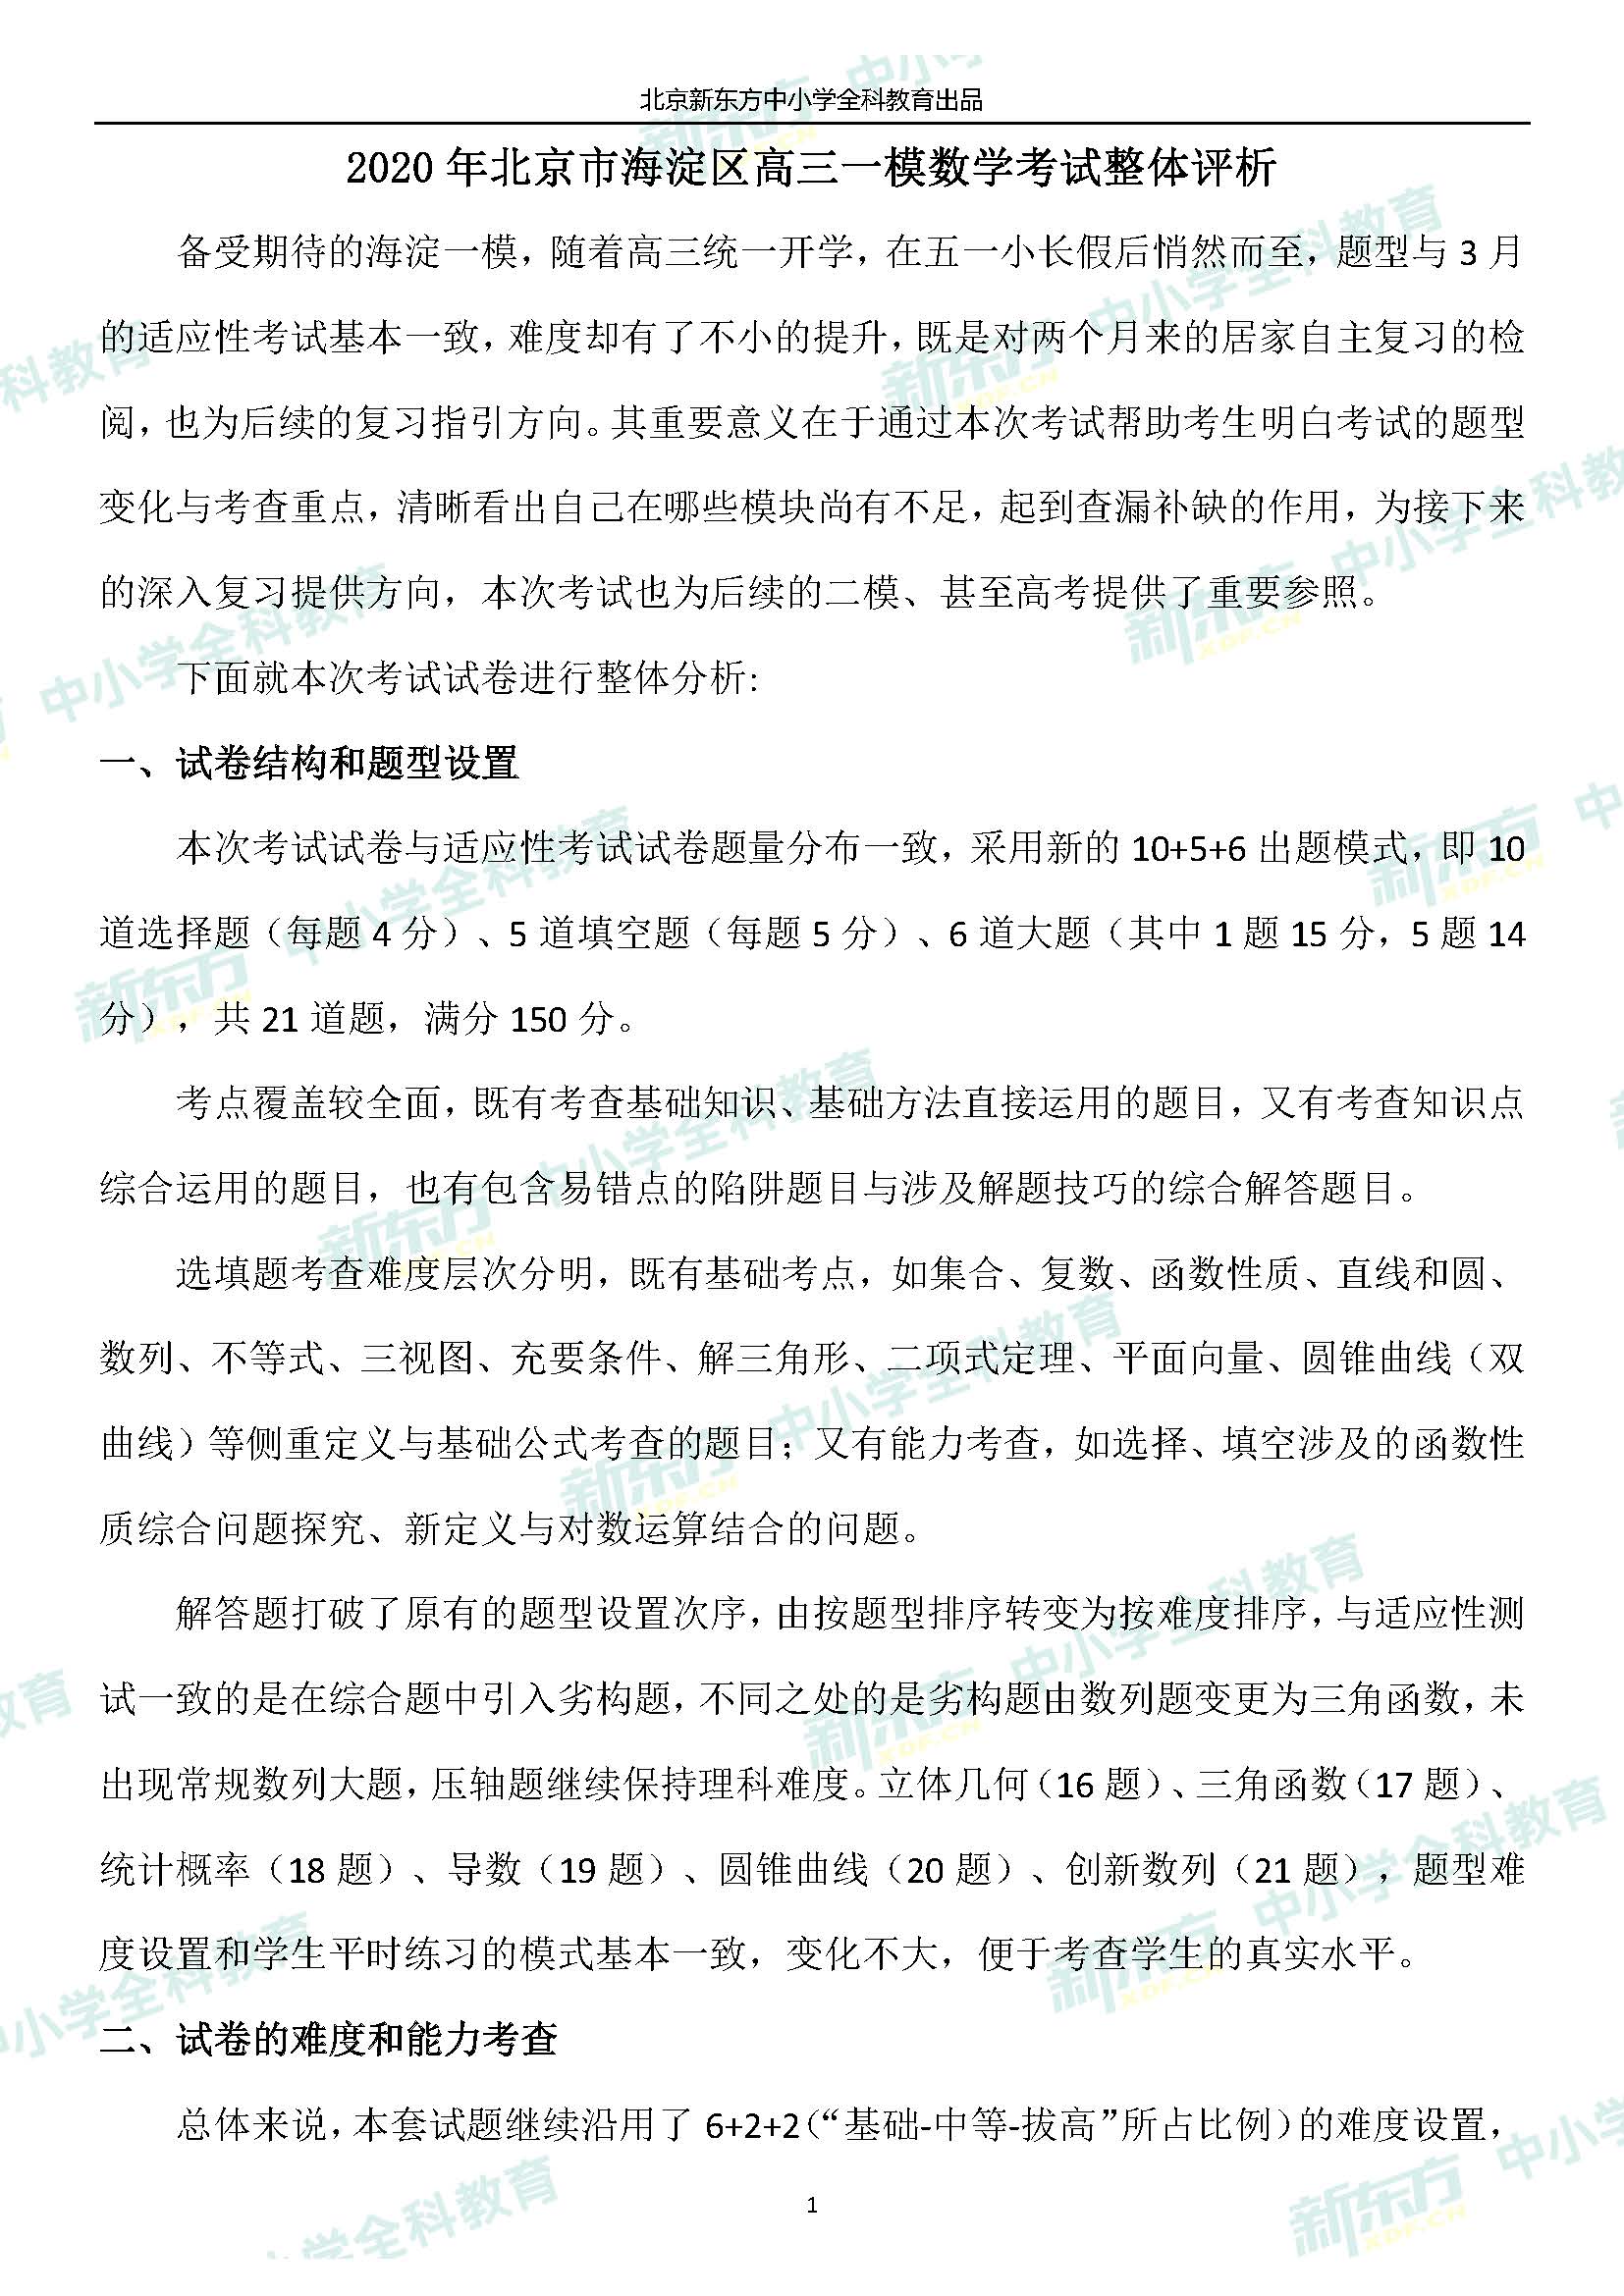 北京新东方中小学全科教育出品
2020 年北京市海淀区高三一模数学考试整体评析
备受期待的海淀一模，随着高三统一开学，在五一小长假后悄然而至，题型与 3 月
的适应性考试基本一致，难度却有了不小的提升，既是对两个月来的居家自主复习的检
阅，也为后续的复习指引方向。其重要意义在于通过本次考试帮助考生明白考试的题型
变化与考查重点，清晰看出自己在哪些模块尚有不足，起到查漏补缺的作用，为接下来
的深入复习提供方向，本次考试也为后续的二模、甚至高考提供了重要参照。
下面就本次考试试卷进行整体分析:
一、试卷结构和题型设置
本次考试试卷与适应性考试试卷题量分布一致，采用新的 10+5+6 出题模式，即 10
道选择题（每题 4 分）、5 道填空题（每题 5 分）、6 道大题（其中 1 题 15 分，5 题 14
分），共 21 道题，满分 150 分。
考点覆盖较全面，既有考查基础知识、基础方法直接运用的题目，又有考查知识点
综合运用的题目，也有包含易错点的陷阱题目与涉及解题技巧的综合解答题目。
选填题考查难度层次分明，既有基础考点，如集合、复数、函数性质、直线和圆、
数列、不等式、三视图、充要条件、解三角形、二项式定理、平面向量、圆锥曲线（双
曲线）等侧重定义与基础公式考查的题目；又有能力考查，如选择、填空涉及的函数性
质综合问题探究、新定义与对数运算结合的问题。
解答题打破了原有的题型设置次序，由按题型排序转变为按难度排序，与适应性测
试一致的是在综合题中引入劣构题，不同之处的是劣构题由数列题变更为三角函数，未
出现常规数列大题，压轴题继续保持理科难度。立体几何（16 题）、三角函数（17 题）、
统计概率（18 题）、导数（19 题）、圆锥曲线（20 题）、创新数列（21 题），题型难
度设置和学生平时练习的模式基本一致，变化不大，便于考查学生的真实水平。
二、试卷的难度和能力考查
总体来说，本套试题继续沿用了 6+2+2（“基础-中等-拔高”所占比例）的难度设置，
1